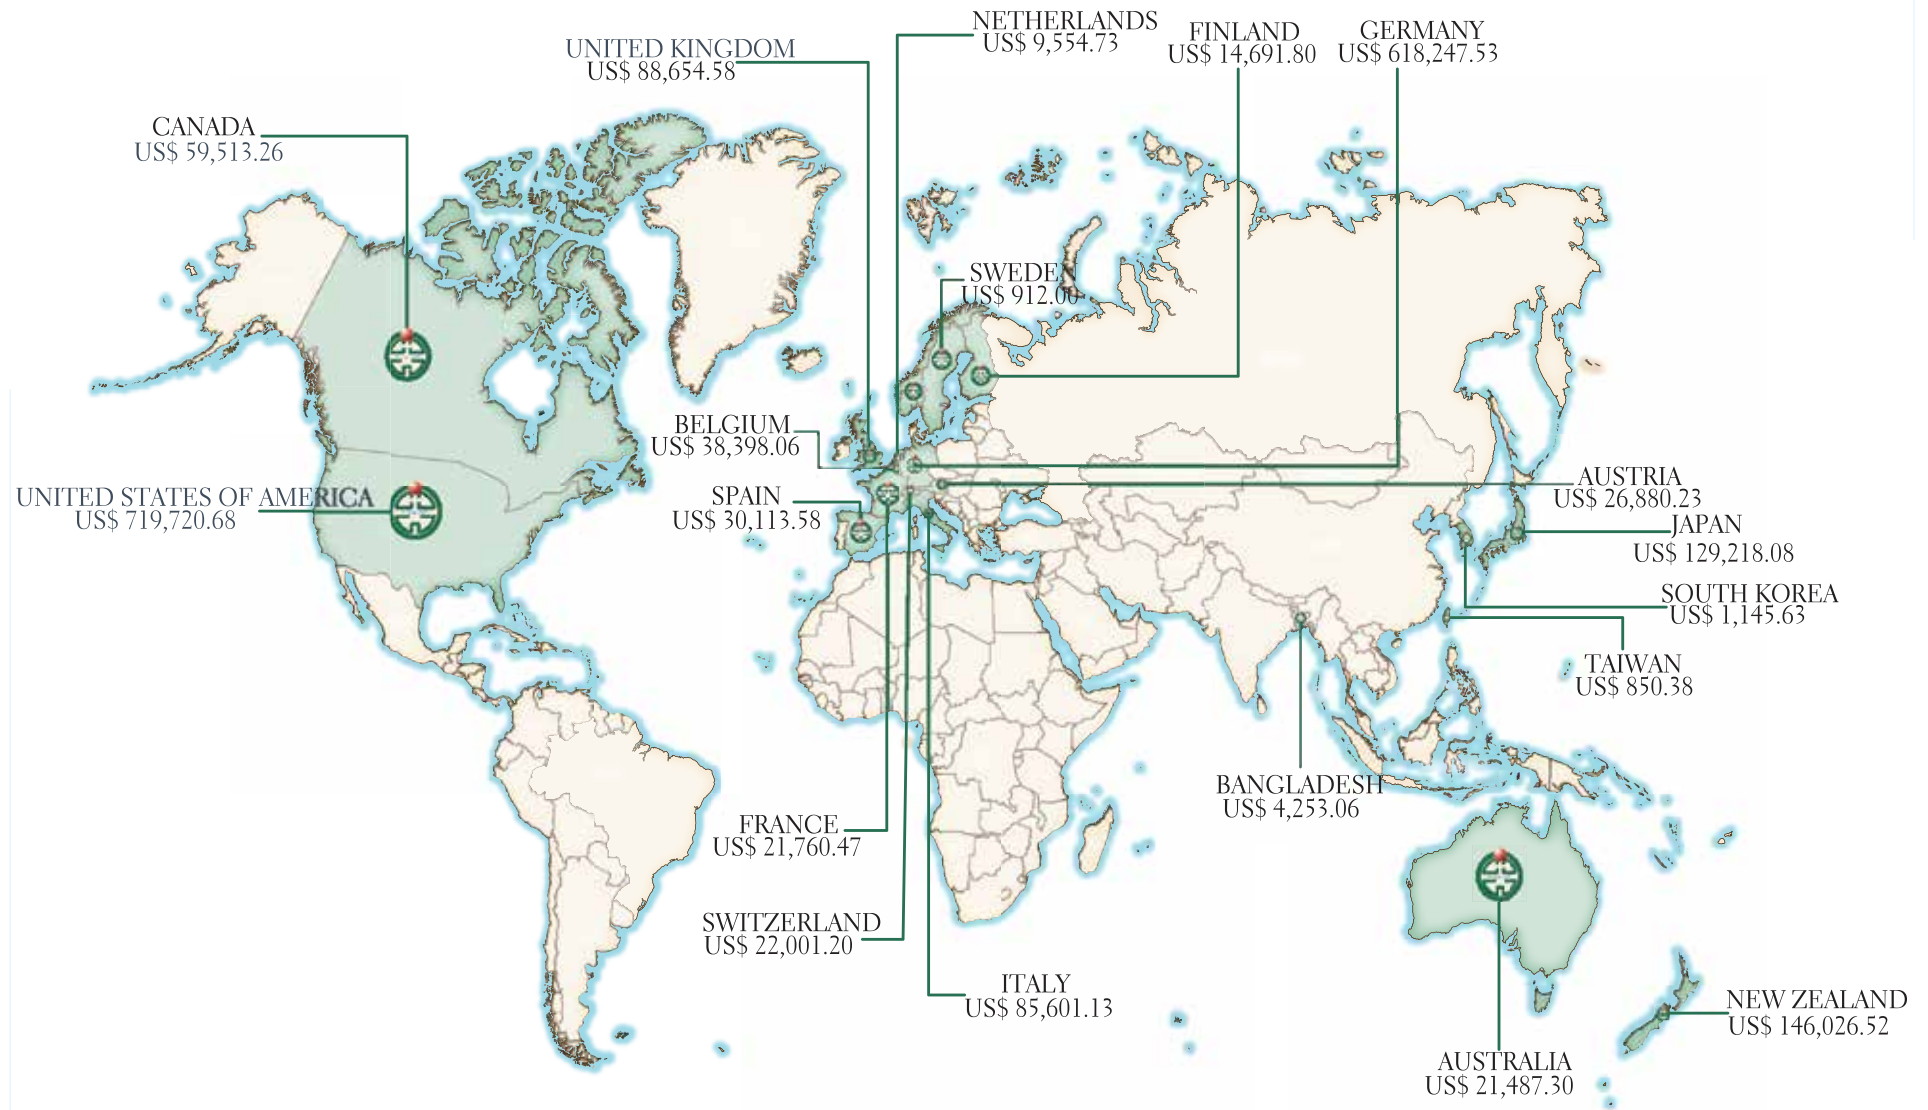 NETHERLANDS
US$ 9,554.73
FINLAND
US$ 14,691.80
GERMANY
US$ 618,247.53
UNITED KINGDOM
US$ 88,654.58
CANADA
US$ 59,513.26
SWEDEN
US$ 912.00
BELGIUM
US$ 38,398.06
UNITED STATES OF AMERICA
US$ 719,720.68
SPAIN
US$ 30,113.58
AUSTRIA
US$ 26,880.23
JAPAN
US$ 129,218.08
SOUTH KOREA
US$ 1,145.63
TAIWAN
US$ 850.38
BANGLADESH
US$ 4,253.06
FRANCE
US$ 21,760.47
SWITZERLAND
US$ 22,001.20
ITALY
US$ 85,601.13
NEW ZEALAND
US$ 146,026.52
AUSTRALIA
US$ 21,487.30